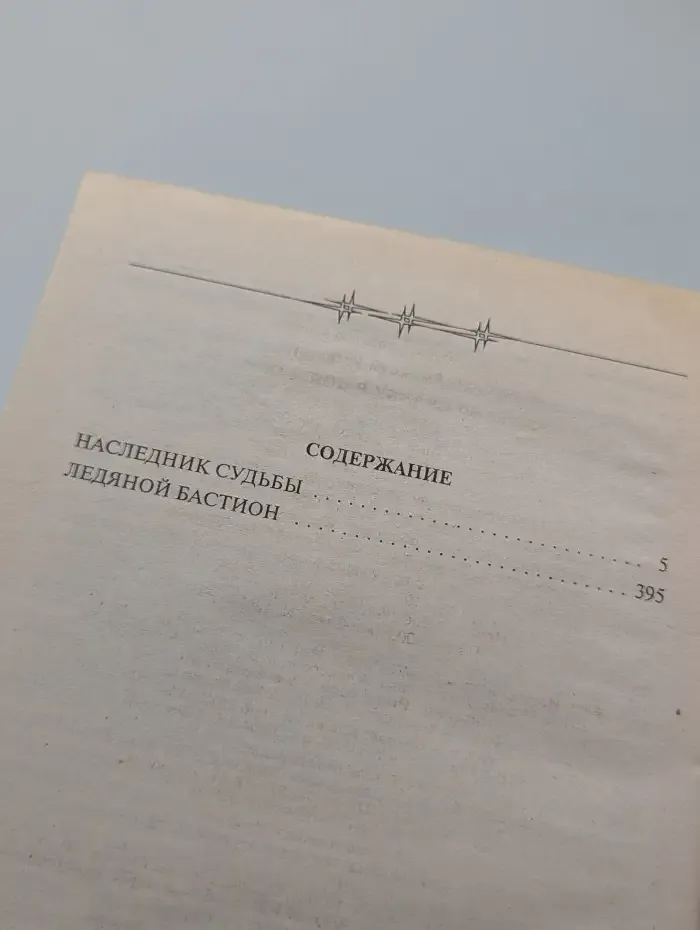 СОДЕРЖАНИЕ
НАСЛЕДНИК СУДЬБЫ . . . . . . . . . . . . . . . . . . . . . . . . . . . . 5
ЛЕДЯНОЙ БАСТИОН . . . . . . . . . . . . . . . . . . . . . . . . . . . . 395